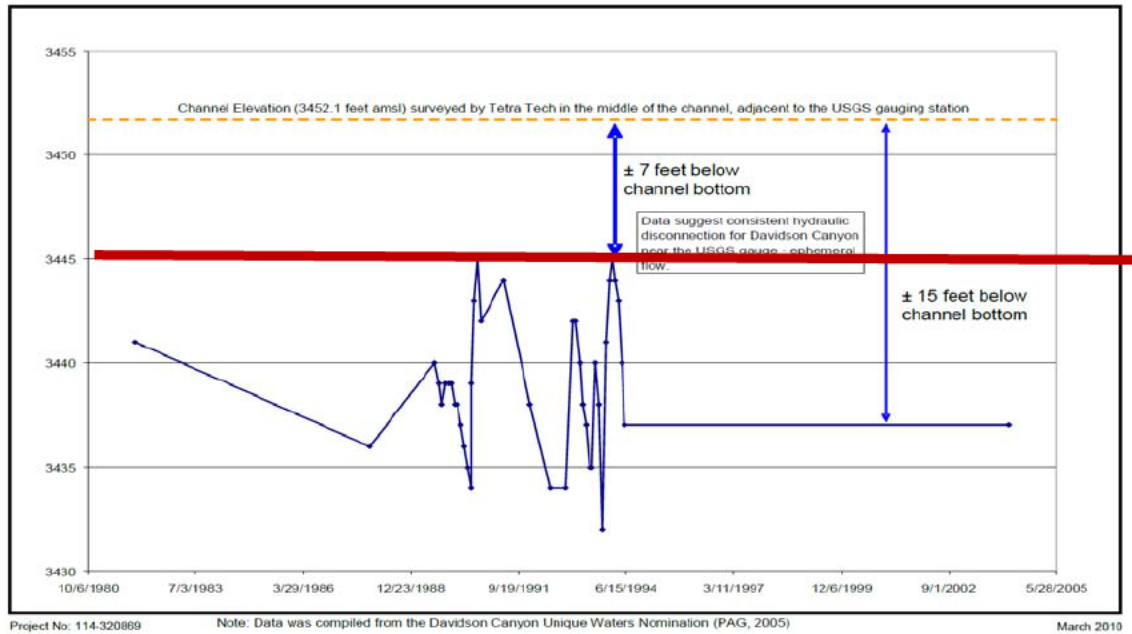 3455
Channel Elevation (3452.1 feet amsl) surveyed by Tetra Tech in the middle of the channel, adjacent to the USGS gauging station
3450
± 7 feet below
channel bottom
Data suggest consistent hydraulic
disconnection for Davidson Canyon
near the USGS gauge - ephemeral
flow.
3445
± 15 feet below
channel bottom
3440
3435
3430
10/6/1980 7/3/1983 3/29/1986 12/23/1988 9/19/1991 6/15/1994 3/11/1997 12/6/1999 9/1/2002 5/28/2005
Project No: 114-320869 Note: Data was compiled from the Davidson Canyon Unique Waters Nomination (PAG, 2005) March 2010